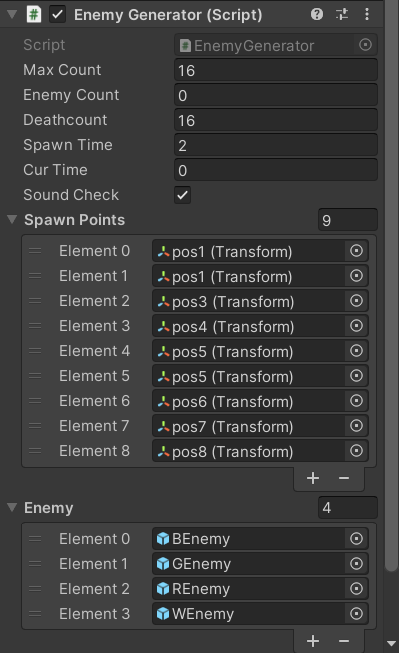 Enemy Generator (Script)
Script EnemyGenerator
Max Count 16
Enemy Count 0
Deathcount 16
Spawn Time 2
Cur Time 0
Sound Check
Spawn Points 9
Element 0 pos1 (Transform)
Element 1 pos1 (Transform)
Element 2 pos3 (Transform)
Element 3 pos4 (Transform)
Element 4 pos5 (Transform)
Element 5 pos5 (Transform)
Element 6 pos6 (Transform)
Element 7 pos7 (Transform)
Element 8 pos8 (Transform)
Enemy 4
Element 0 BEnemy
Element 1 GEnemy
Element 2 REnemy
Element 3 WEnemy